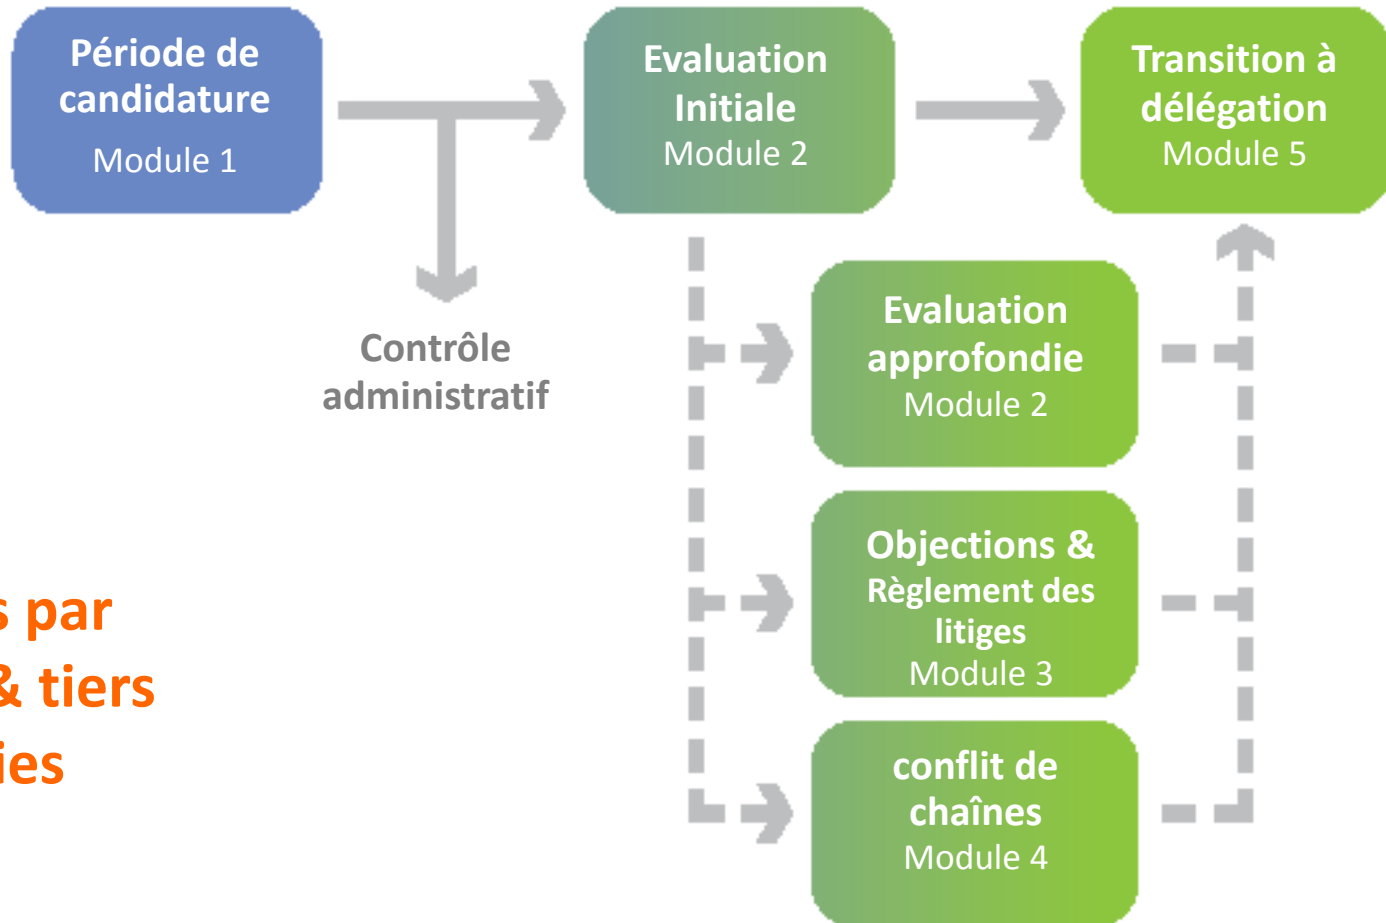 Période de
candidature
Module 1
Evaluation
Initiale
Module 2
Transition à
délégation
Module 5
Contrôle
administratif
Evaluation
approfondie
Module 2
Objections &
Règlement des
litiges
Module 3
conflit de
chaînes
Module 4
s par
& tiers
ies